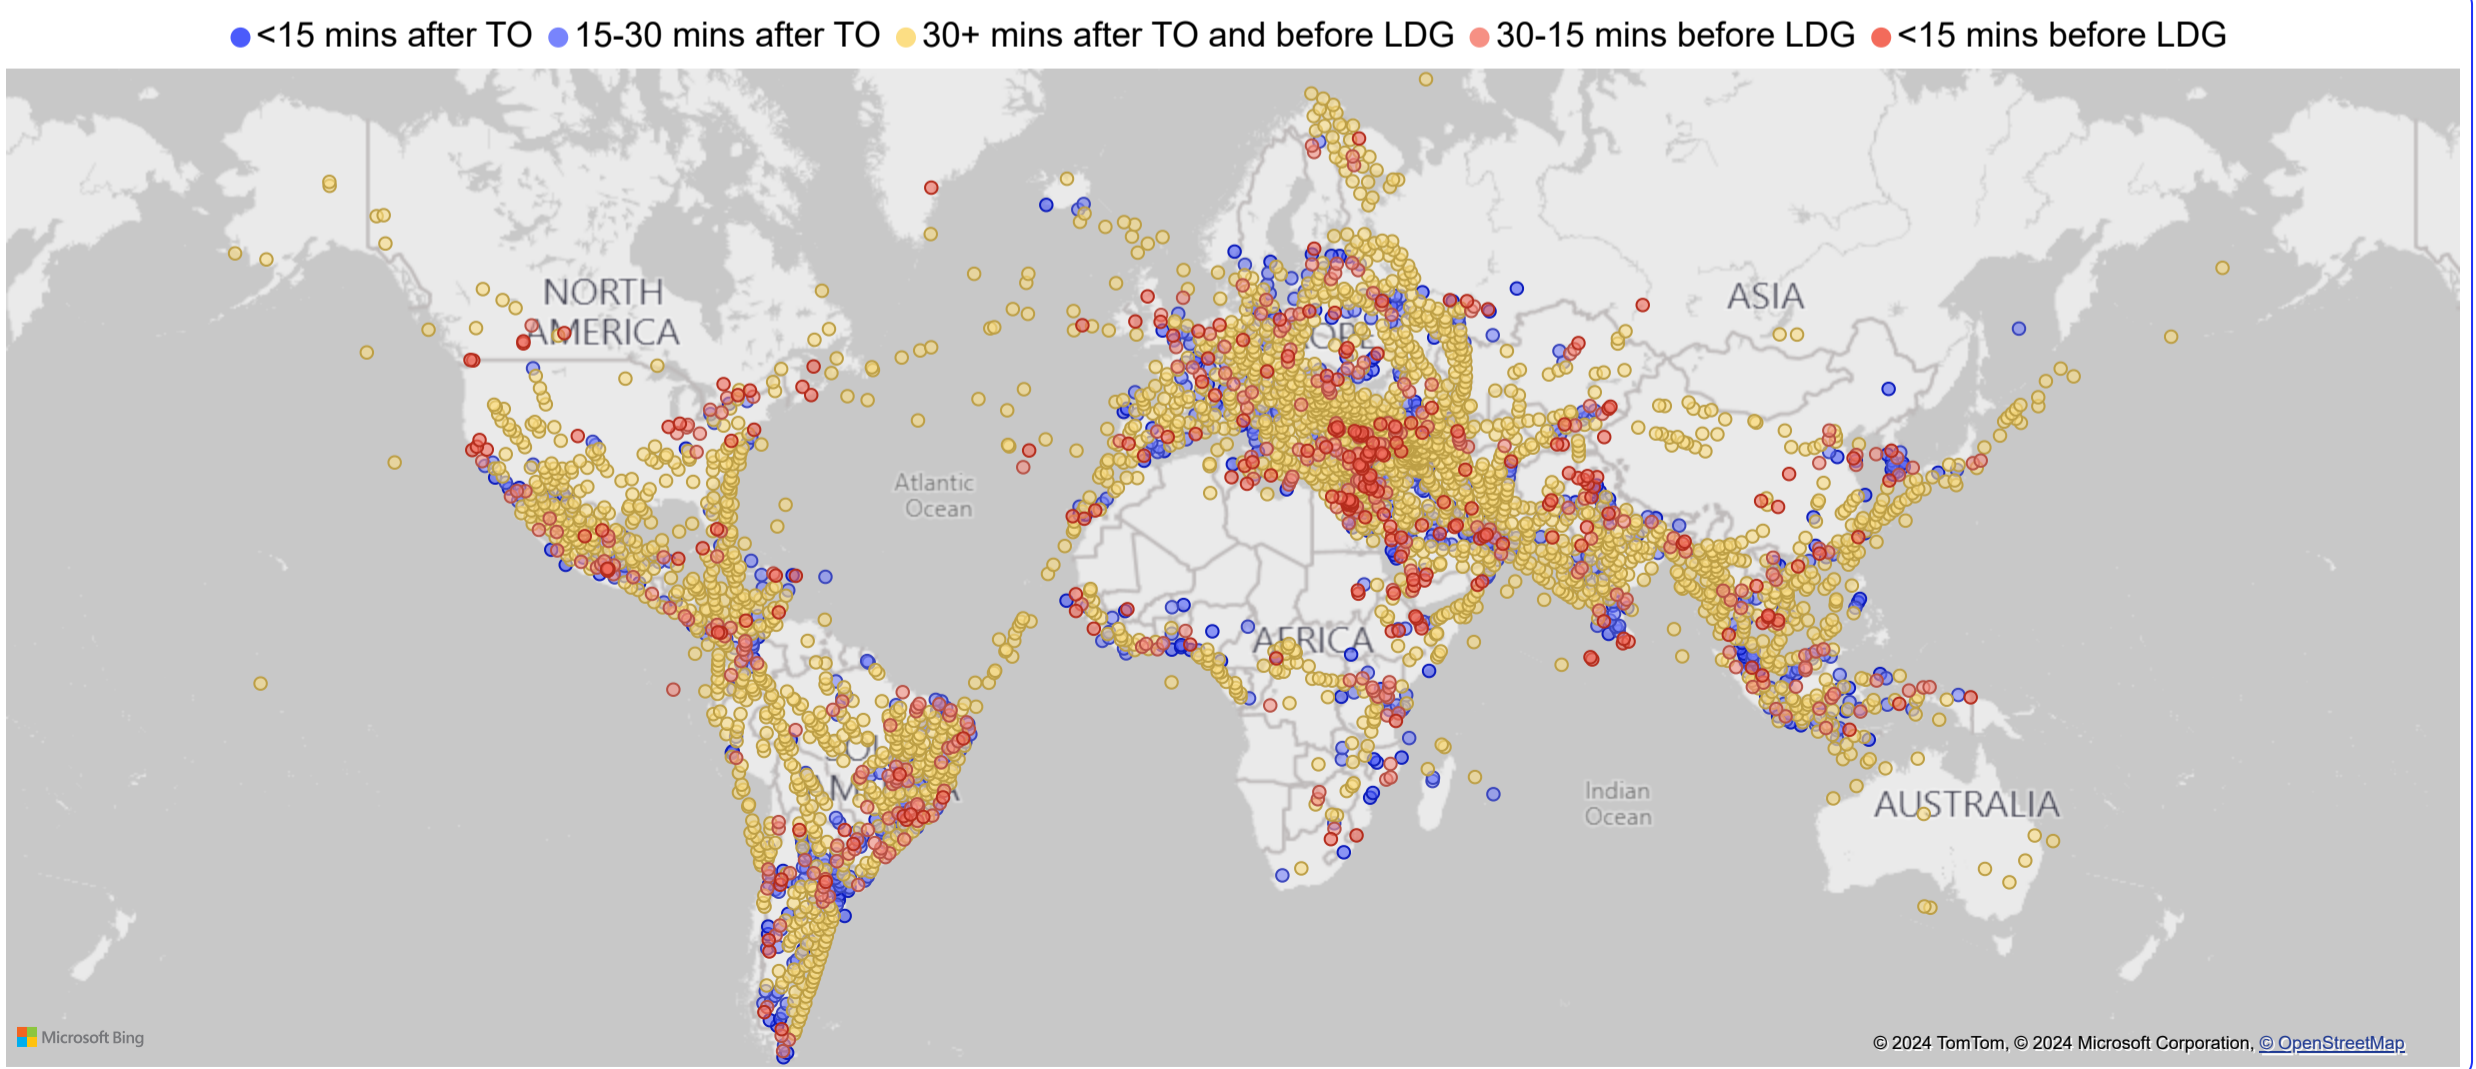 <15 mins after TO 15-30 mins after TO 30+ mins after TO and before LDG 30-15 mins before LDG <15 mins before LDG
NORTH
AMERICA
ASIA
OPE
Atlantic
Ocean
AFRICA
Indian
Ocean
AUSTRALIA
Microsoft Bing
© 2024 TomTom, © 2024 Microsoft Corporation, © OpenStreetMap